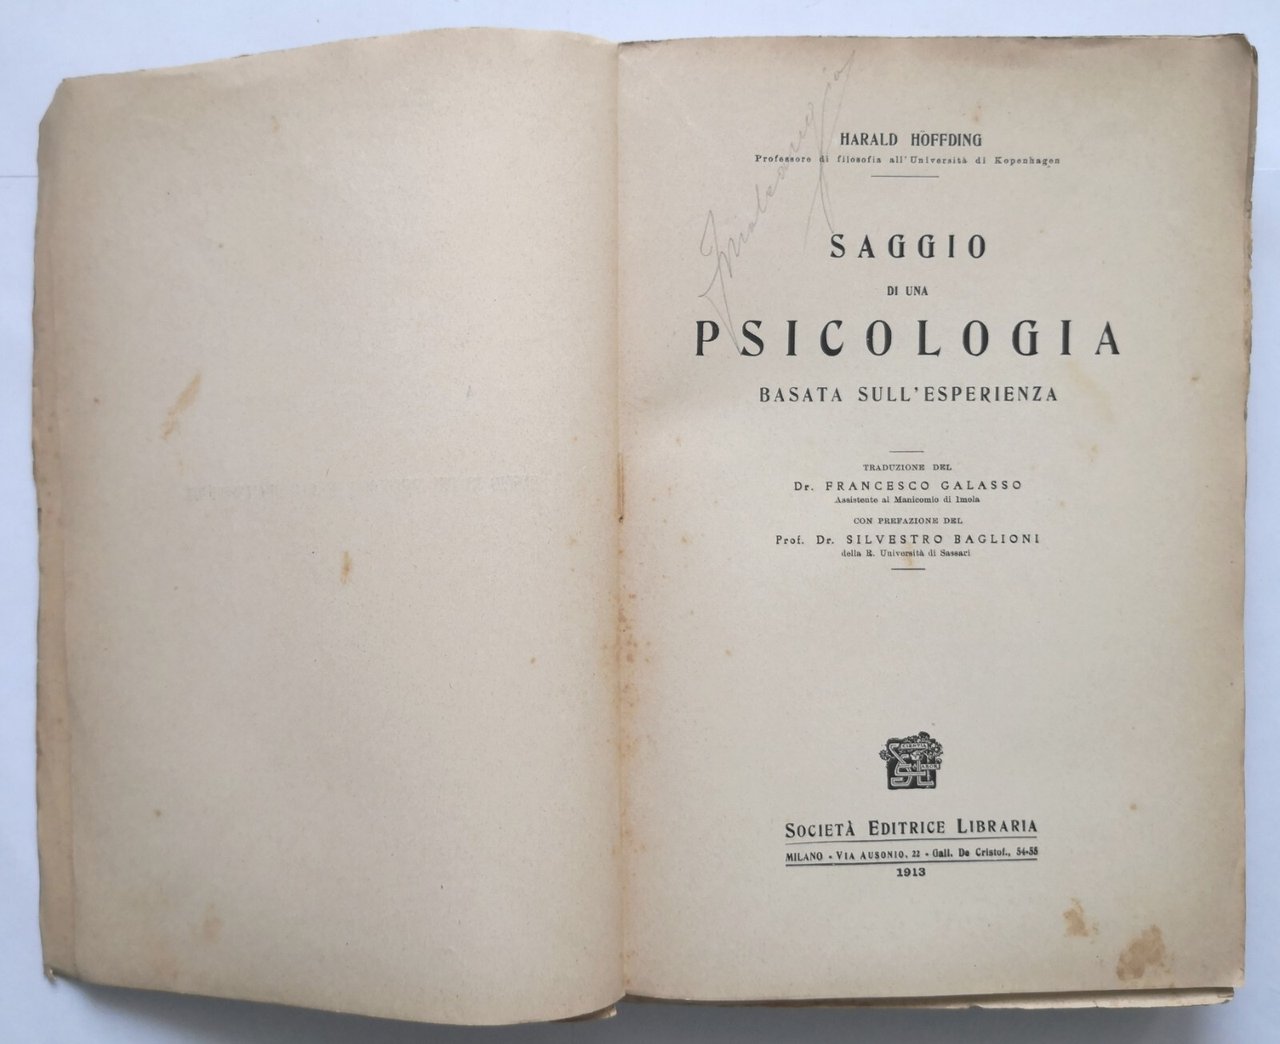 HARALD HÖFFDING
Professore di filosofia all'Università di Kopenhagen
SAGGIO
DI UNA
PSICOLOGIA
BASATA SULL'ESPERIENZA
TRADUZIONE DEL
Dr. FRANCESCO GALASSO
Assistente al Manicomio di Imola
CON PREFAZIONE DEL
Prof. Dr. SILVESTRO BAGLIONI
della R. Università di Sassari
SOCIETÀ EDITRICE LIBRARIA
MILANO - VIA AUSONIO, 22 - Gall. De Cristof., 54-55
1913